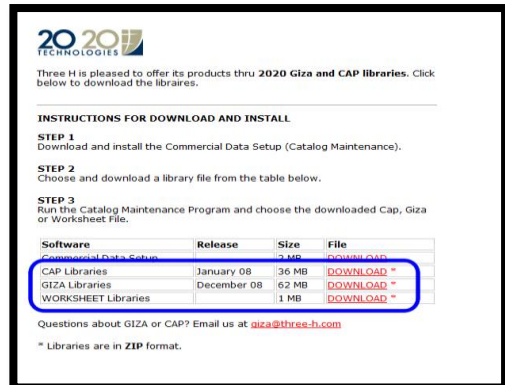 20 20
TECHNOLOGIES
Three H is pleased to offer its products thru 2020 Giza and CAP libraries. Click
below to download the libraires.
INSTRUCTIONS FOR DOWNLOAD AND INSTALL
STEP 1
Download and install the Commercial Data Setup (Catalog Maintenance).
STEP 2
Choose and download a library file from the table below.
STEP 3
Run the Catalog Maintenance Program and choose the downloaded Cap, Giza
or Worksheet File.
Software Release Size File
Commercial Data Setup 2 MB DOWNLOAD
CAP Libraries January 08 36 MB DOWNLOAD *
GIZA Libraries December 08 62 MB DOWNLOAD *
WORKSHEET Libraries 1 MB DOWNLOAD *
Questions about GIZA or CAP? Email us at giza@three-h.com
* Libraries are in ZIP format.